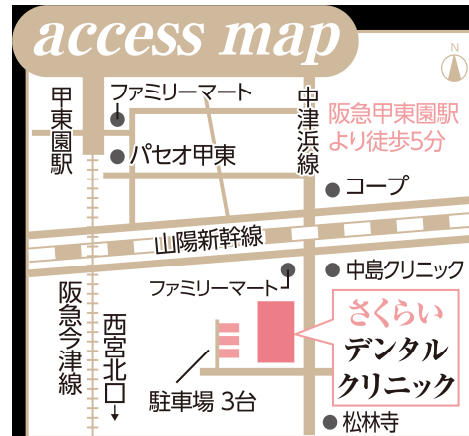 access map
N
甲東園駅
ファミリーマート
中津浜線
阪急甲東園駅
より徒歩5分
パセオ甲東
コープ
山陽新幹線
中島クリニック
ファミリーマート
阪急今津線
西宮北口
さくらい
デンタル
クリニック
駐車場 3台
松林寺